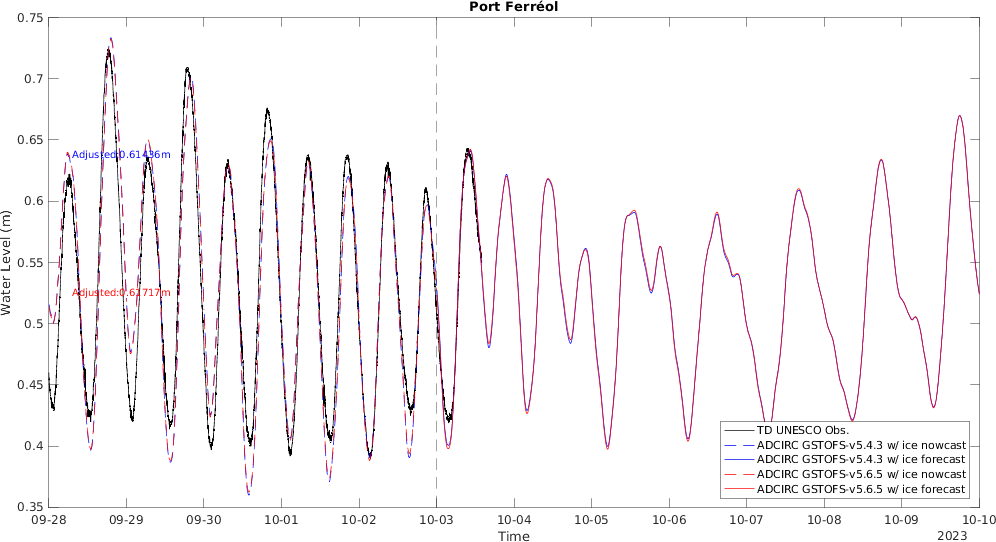 Port Ferréol
Water Level (m)
0.75
0.7
0.65
0.6
0.55
0.5
0.45
0.4
0.35
Adjusted:0.61436m
Adjusted:0.61717m
TD UNESCO Obs.
ADCIRC GSTOFS-v5.4.3 w/ ice nowcast
ADCIRC GSTOFS-v5.4.3 w/ ice forecast
ADCIRC GSTOFS-v5.6.5 w/ ice nowcast
ADCIRC GSTOFS-v5.6.5 w/ ice forecast
09-28 09-29 09-30 10-01 10-02 10-03 10-04 10-05 10-06 10-07 10-08 10-09 10-10
Time
2023